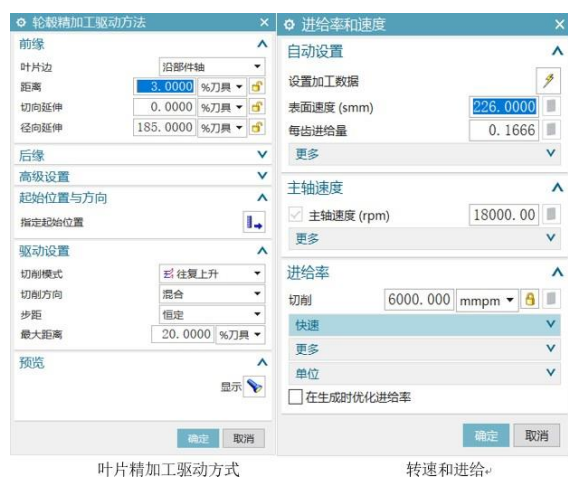 轮毂精加工驱动方法
前缘
叶片边 沿部件轴
距离 3.0000 %刀具
切向延伸 0.0000 %刀具
径向延伸 185.0000 %刀具
后缘
高级设置
起始位置与方向
指定起始位置
驱动设置
切削模式 往复上升
切削方向 混合
步距 恒定
最大距离 20.0000 %刀具
预览
显示
确定 取消
叶片精加工驱动方式
进给率和速度
自动设置
设置加工数据
表面速度 (smm) 226.0000
每齿进给量 0.1666
更多
主轴速度
主轴速度 (rpm) 18000.00
更多
进给率
切削 6000.000 mmpm
快速
更多
单位
在生成时优化进给率
确定 取消
转速和进给